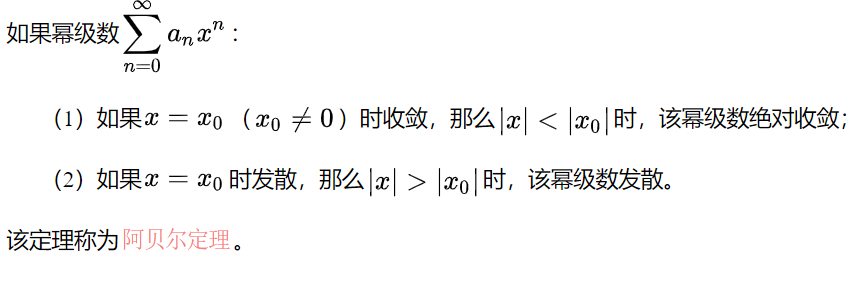 如果幂级数$\sum_{n=0}^{\infty} a_n x^n$：
（1）如果$x = x_0$（$x_0 \neq 0$）时收敛，那么$|x| < |x_0|$时，该幂级数绝对收敛；
（2）如果$x = x_0$时发散，那么$|x| > |x_0|$时，该幂级数发散。
该定理称为阿贝尔定理。